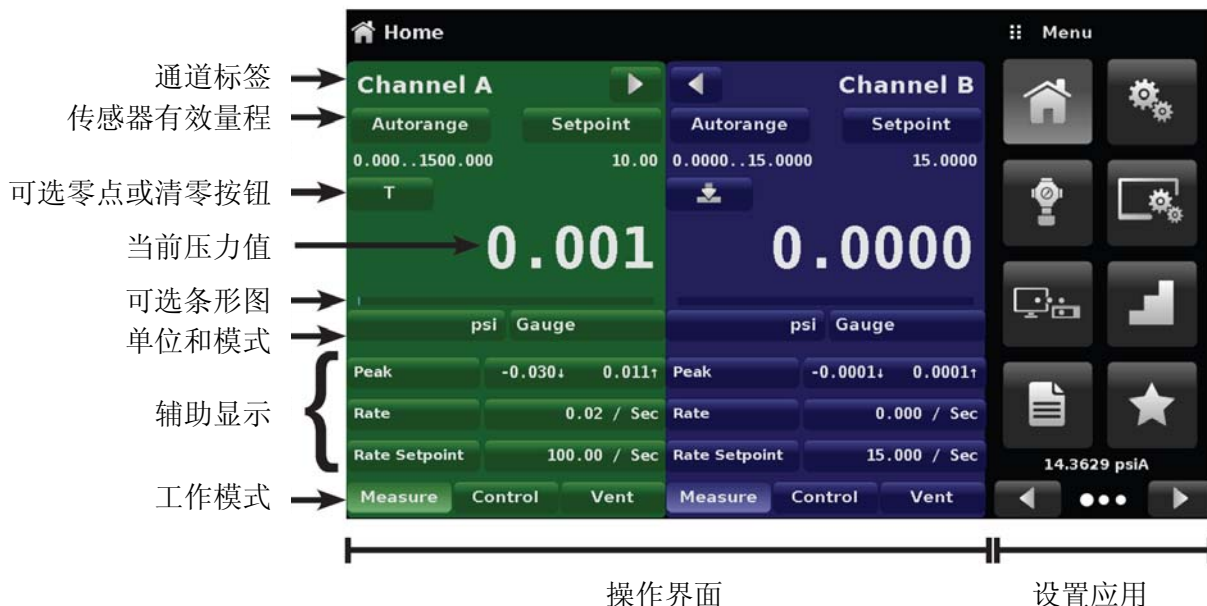 Home
Menu
通道标签
Channel A
Channel B
传感器有效量程
Autorange
Setpoint
Autorange
Setpoint
0.000..1500.000
10.00
0.0000..15.0000
15.0000
可选零点或清零按钮
T
当前压力值
0.001
0.0000
可选条形图
单位和模式
psi
Gauge
psi
Gauge
辅助显示
Peak
-0.030↓
0.011↑
Peak
-0.0001↓
0.0001↑
Rate
0.02 / Sec
Rate
0.000 / Sec
Rate Setpoint
100.00 / Sec
Rate Setpoint
15.000 / Sec
14.3629 psiA
工作模式
Measure
Control
Vent
Measure
Control
Vent
操作界面
设置应用